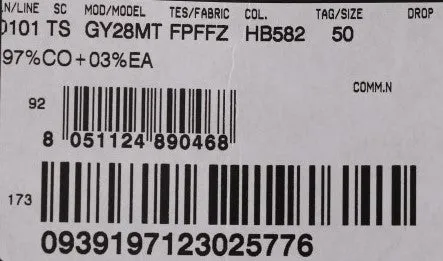 N/LINE SC MOD/MODEL TES/FABRIC COL. TAG/SIZE DROP
0101 TS GY28MT FPFFZ HB582 50
97%CO+03%EA
COMM.N
92
8 051124 890468
173
0939197123025776